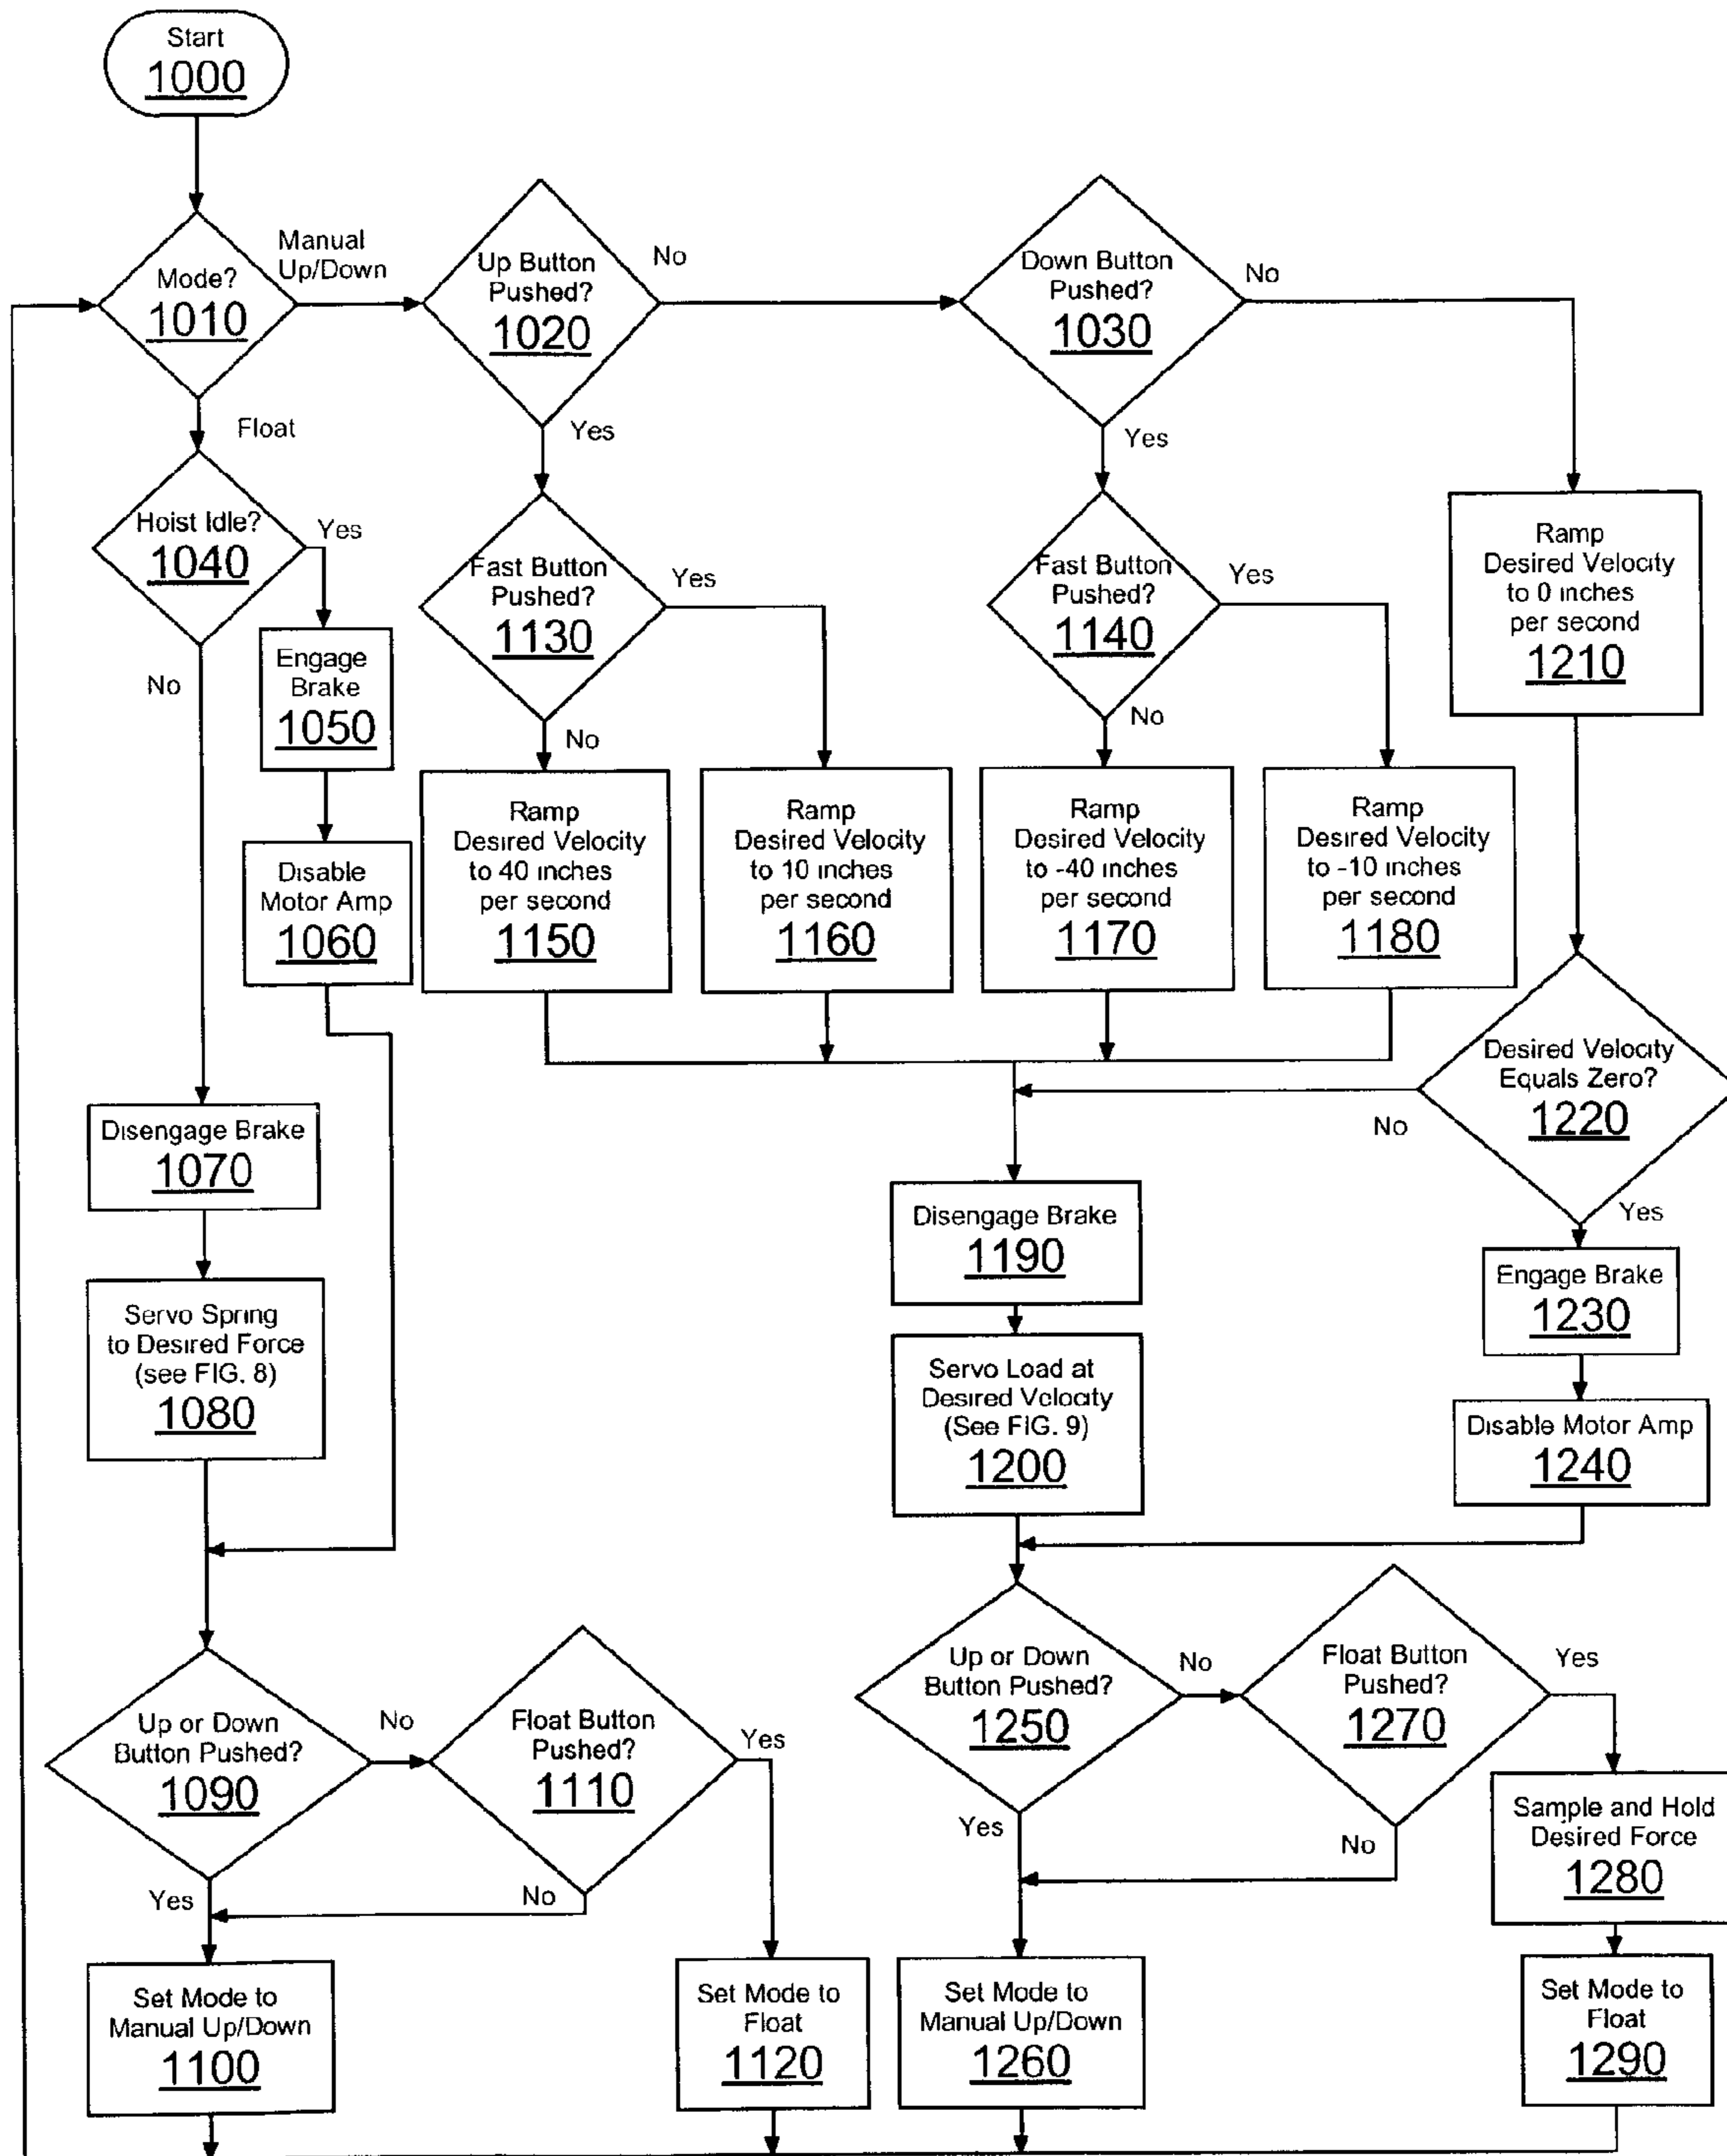 Start
1000
Mode?
1010
Manual
Up/Down
Up Button
Pushed?
1020
No
Down Button
Pushed?
1030
No
Float
Yes
Yes
Hoist Idle?
1040
Yes
Fast Button
Pushed?
1130
Yes
Fast Button
Pushed?
1140
Yes
Ramp
Desired Velocity
to 0 inches
per second
1210
No
Engage
Brake
1050
No
No
Disable
Motor Amp
1060
Ramp
Desired Velocity
to 40 inches
per second
1150
Ramp
Desired Velocity
to 10 inches
per second
1160
Ramp
Desired Velocity
to -40 inches
per second
1170
Ramp
Desired Velocity
to -10 inches
per second
1180
Desired Velocity
Equals Zero?
1220
No
Yes
Disengage Brake
1070
Disengage Brake
1190
Engage Brake
1230
Servo Spring
to Desired Force
(see FIG. 8)
1080
Servo Load at
Desired Velocity
(See FIG. 9)
1200
Disable Motor Amp
1240
Up or Down
Button Pushed?
1090
No
Float Button
Pushed?
1110
Yes
Up or Down
Button Pushed?
1250
No
Float Button
Pushed?
1270
Yes
Yes
No
Yes
No
Sample and Hold
Desired Force
1280
Set Mode to
Manual Up/Down
1100
Set Mode to
Float
1120
Set Mode to
Manual Up/Down
1260
Set Mode to
Float
1290